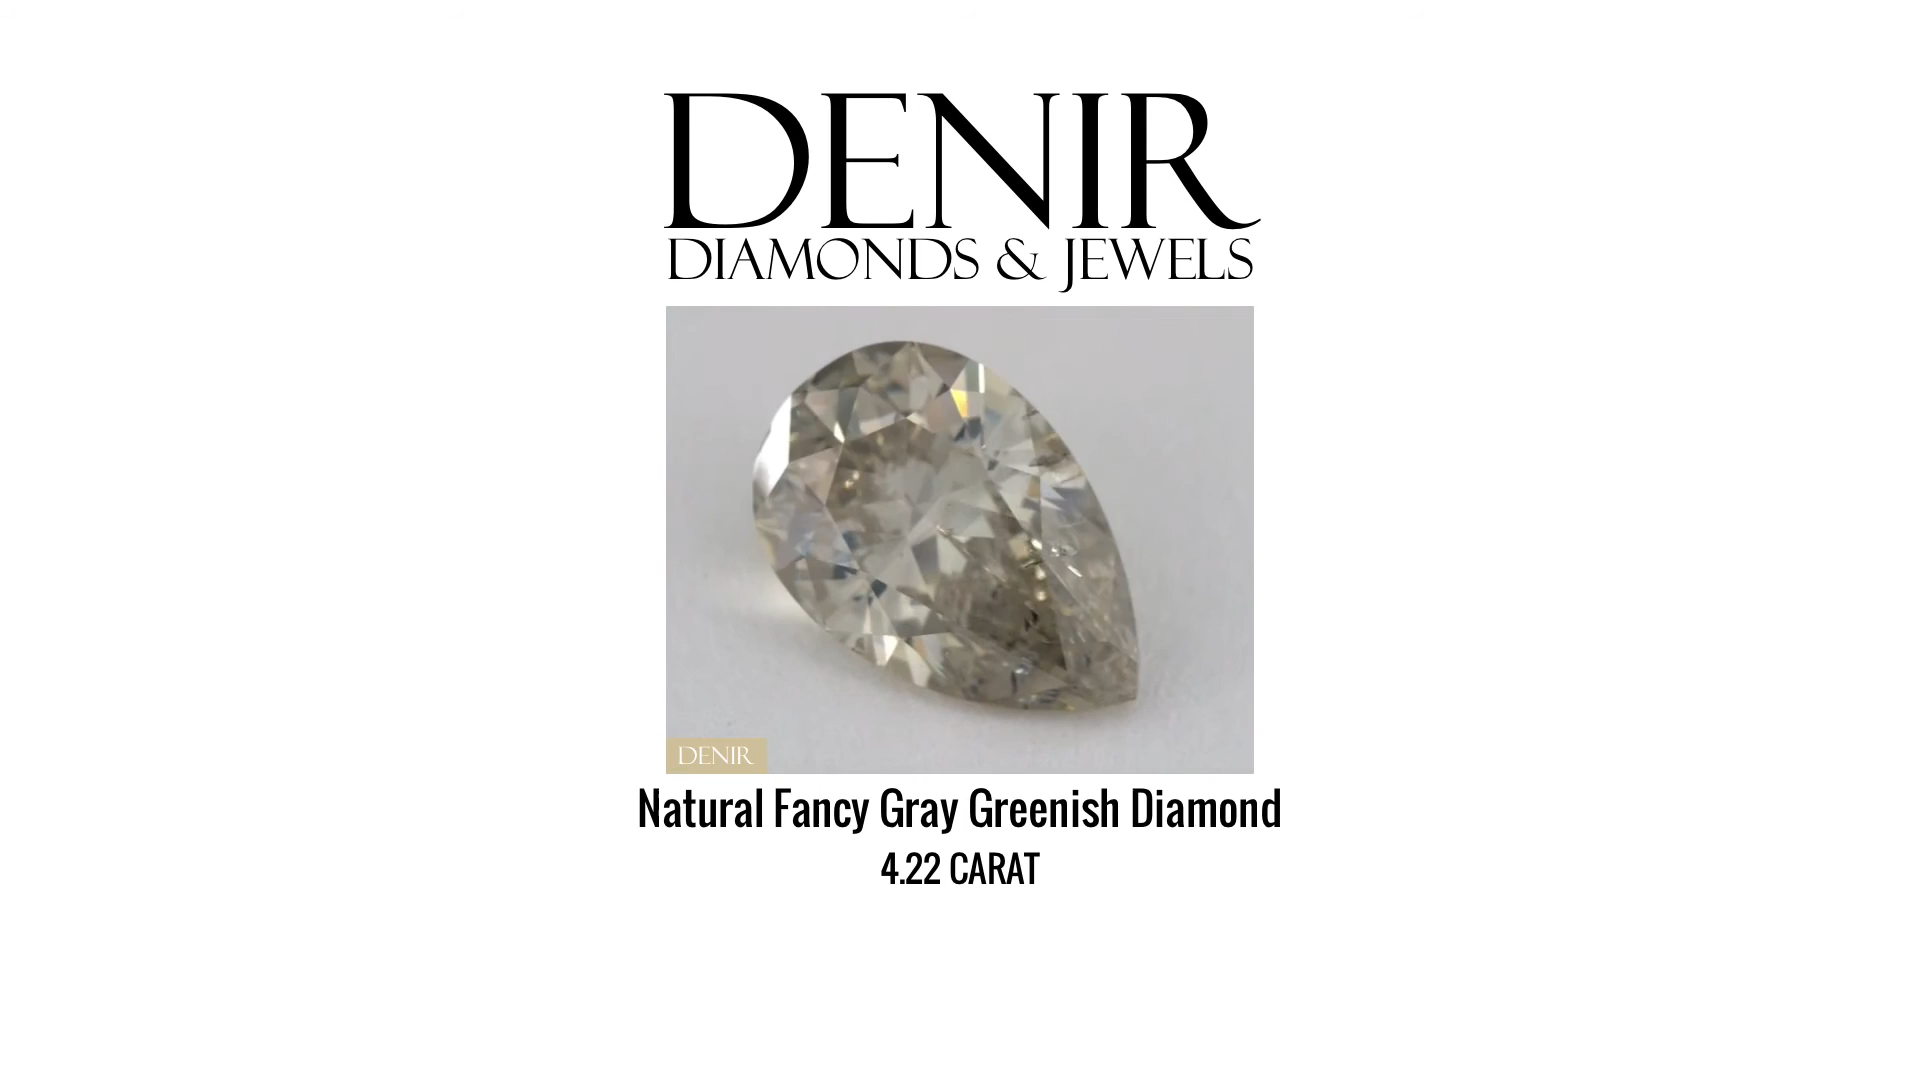 DENIR
DIAMONDS & JEWELS
DENIR
Natural Fancy Gray Greenish Diamond
4.22 CARAT